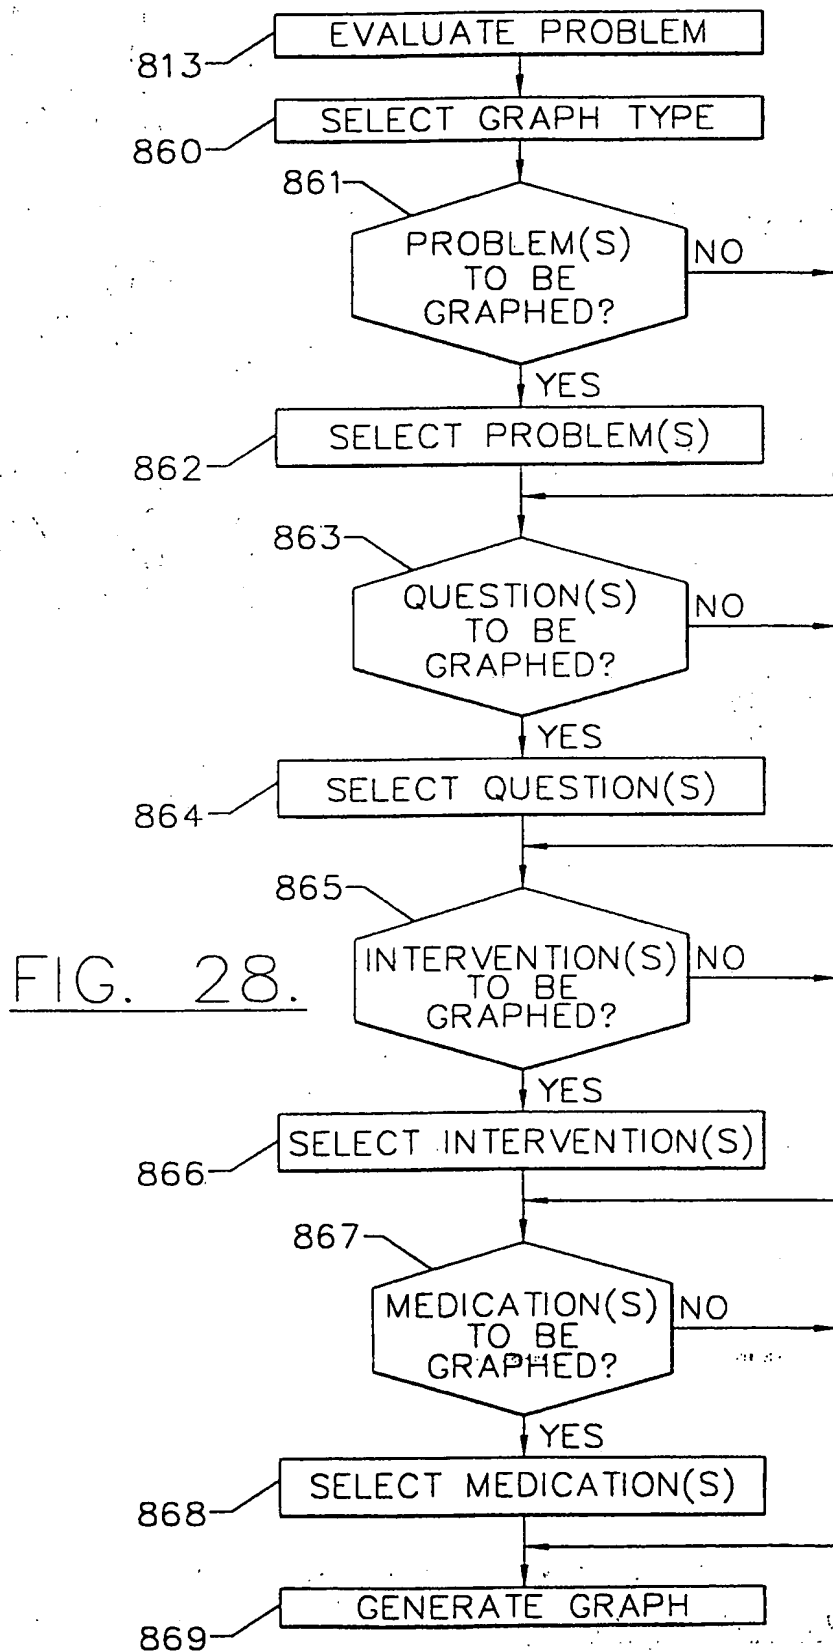 EVALUATE PROBLEM
813
SELECT GRAPH TYPE
860
861
PROBLEM(S)
TO BE
GRAPHED?
NO
YES
SELECT PROBLEM(S)
862
863
QUESTION(S)
TO BE
GRAPHED?
NO
YES
SELECT QUESTION(S)
864
865
INTERVENTION(S)
TO BE
GRAPHED?
NO
FIG. 28.
YES
SELECT INTERVENTION(S)
866
867
MEDICATION(S)
TO BE
GRAPHED?
NO
YES
SELECT MEDICATION(S)
868
GENERATE GRAPH
869